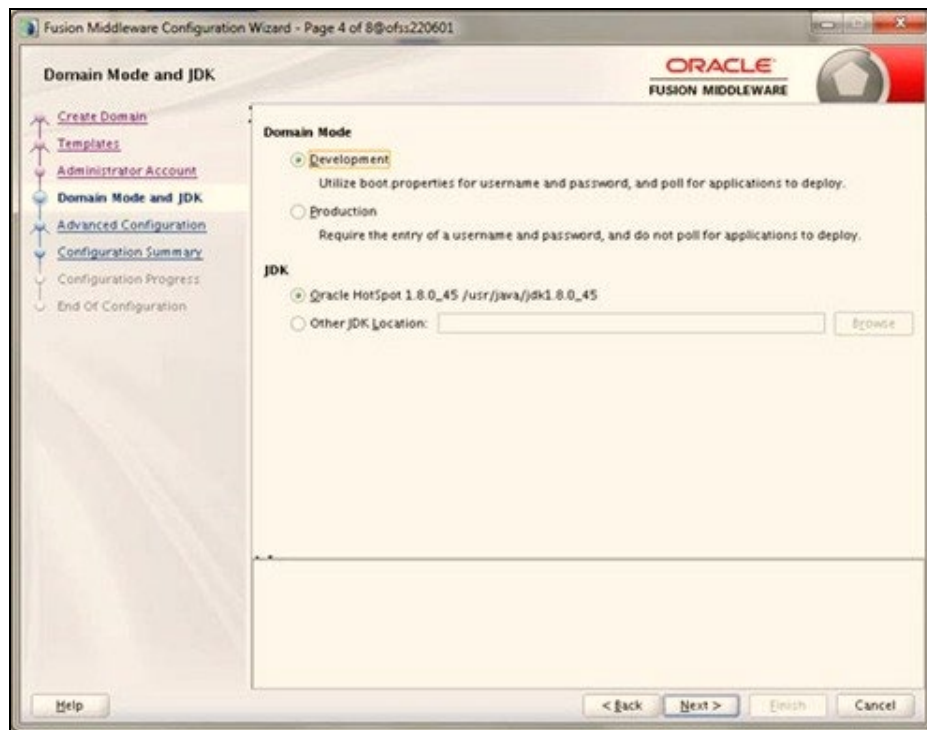 Fusion Middleware Configuration Wizard - Page 4 of 8@ofss220601
Domain Mode and JDK
ORACLE
FUSION MIDDLEWARE
Create Domain
Templates
Administrator Account
Domain Mode and JDK
Advanced Configuration
Configuration Summary
Configuration Progress
End Of Configuration
Domain Mode
Development
Utilize boot.properties for username and password, and poll for applications to deploy.
Production
Require the entry of a username and password, and do not poll for applications to deploy.
JDK
Oracle HotSpot 1.8.0_45 /usr/java/jdk1.8.0_45
Other JDK Location:
Browse
Help
< Back
Next >
Finish
Cancel